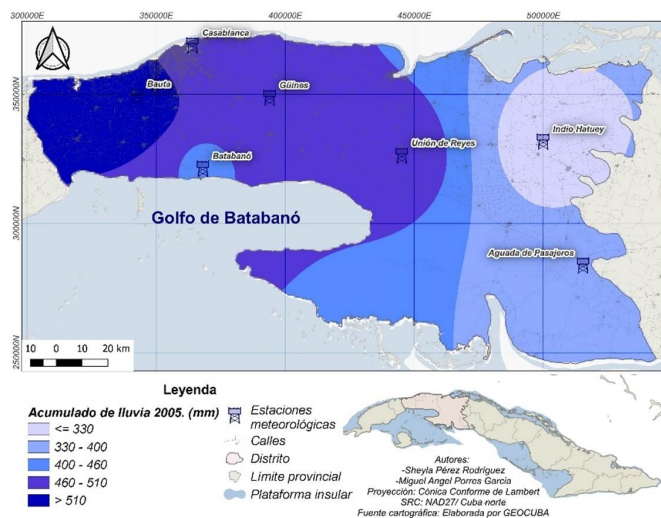 300000E 350000E 400000E 450000E 500000E
350000N
300000N
250000N
Casablanca
Bauta
Güines
Batabanó
Unión de Reyes
Indio Hatuey
Aguada de Pasajeros
Golfo de Batabanó
10 0 10 20 km
Leyenda
Acumulado de lluvia 2005. (mm)
<= 330
330 - 400
400 - 460
460 - 510
> 510
Estaciones
meteorológicas
Calles
Distrito
Límite provincial
Plataforma insular
Autores:
-Sheyla Pérez Rodríguez
-Miguel Angel Porres García
Proyección: Cónica Conforme de Lambert
SRC: NAD27/ Cuba norte
Fuente cartográfica: Elaborada por GEOCUBA